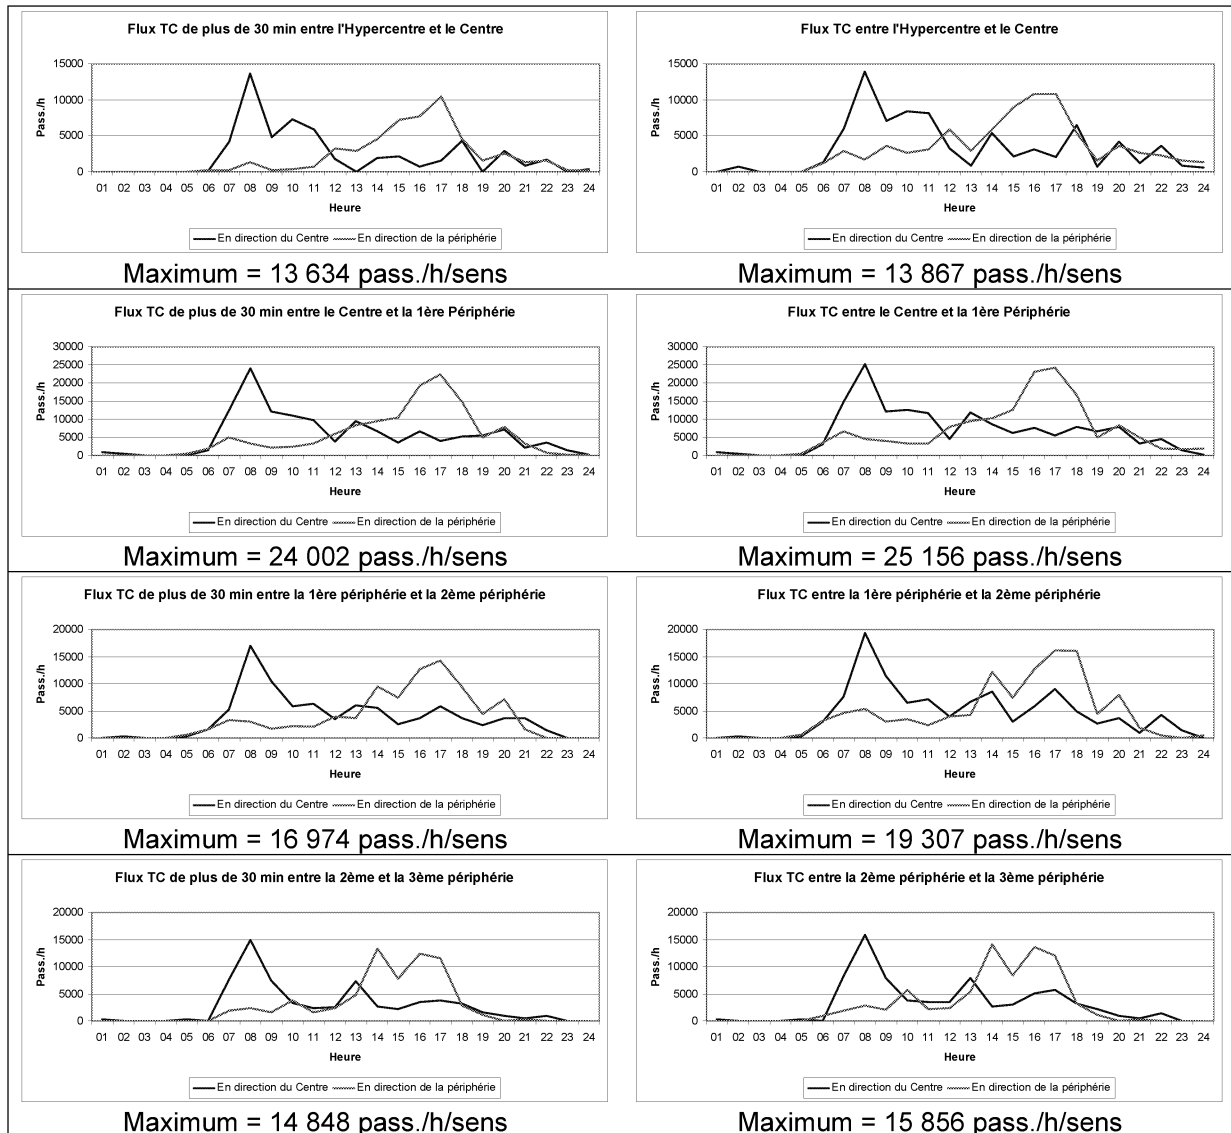 Flux TC de plus de 30 min entre l'Hypercentre et le Centre
15000
10000
5000
0
Pass./h
01 02 03 04 05 06 07 08 09 10 11 12 13 14 15 16 17 18 19 20 21 22 23 24
Heure
En direction du Centre En direction de la périphérie
Maximum = 13 634 pass./h/sens
Flux TC entre l'Hypercentre et le Centre
15000
10000
5000
0
Pass./h
01 02 03 04 05 06 07 08 09 10 11 12 13 14 15 16 17 18 19 20 21 22 23 24
Heure
En direction du Centre En direction de la périphérie
Maximum = 13 867 pass./h/sens
Flux TC de plus de 30 min entre le Centre et la 1ère Périphérie
30000
25000
20000
15000
10000
5000
0
Pass./h
01 02 03 04 05 06 07 08 09 10 11 12 13 14 15 16 17 18 19 20 21 22 23 24
Heure
En direction du Centre En direction de la périphérie
Maximum = 24 002 pass./h/sens
Flux TC entre le Centre et la 1ère Périphérie
30000
25000
20000
15000
10000
5000
0
Pass./h
01 02 03 04 05 06 07 08 09 10 11 12 13 14 15 16 17 18 19 20 21 22 23 24
Heure
En direction du Centre En direction de la périphérie
Maximum = 25 156 pass./h/sens
Flux TC de plus de 30 min entre la 1ère périphérie et la 2ème périphérie
20000
15000
10000
5000
0
Pass./h
01 02 03 04 05 06 07 08 09 10 11 12 13 14 15 16 17 18 19 20 21 22 23 24
Heure
En direction du Centre En direction de la périphérie
Maximum = 16 974 pass./h/sens
Flux TC entre la 1ère périphérie et la 2ème périphérie
20000
15000
10000
5000
0
Pass./h
01 02 03 04 05 06 07 08 09 10 11 12 13 14 15 16 17 18 19 20 21 22 23 24
Heure
En direction du Centre En direction de la périphérie
Maximum = 19 307 pass./h/sens
Flux TC de plus de 30 min entre la 2ème et la 3ème périphérie
20000
15000
10000
5000
0
Pass./h
01 02 03 04 05 06 07 08 09 10 11 12 13 14 15 16 17 18 19 20 21 22 23 24
Heure
En direction du Centre En direction de la périphérie
Maximum = 14 848 pass./h/sens
Flux TC entre la 2ème périphérie et la 3ème périphérie
20000
15000
10000
5000
0
Pass./h
01 02 03 04 05 06 07 08 09 10 11 12 13 14 15 16 17 18 19 20 21 22 23 24
Heure
En direction du Centre En direction de la périphérie
Maximum = 15 856 pass./h/sens